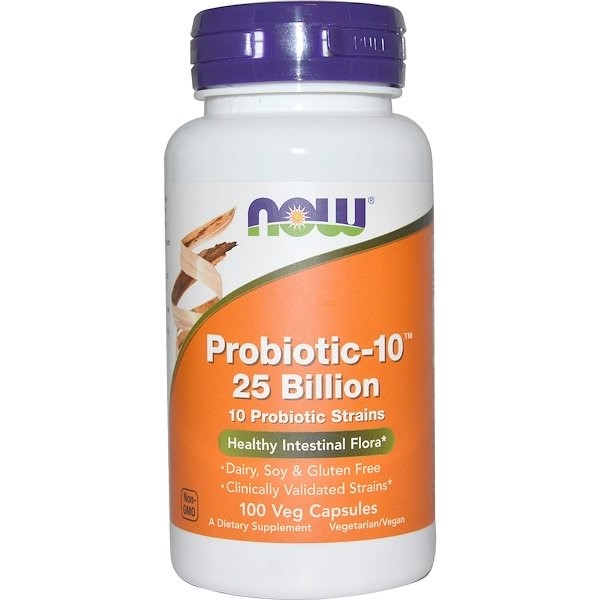 PULL
NOW®
Probiotic-10™
25 Billion
10 Probiotic Strains
Healthy Intestinal Flora*
• Dairy, Soy & Gluten Free
• Clinically Validated Strains*
Non-
GMO
100 Veg Capsules
A Dietary Supplement Vegetarian/Vegan